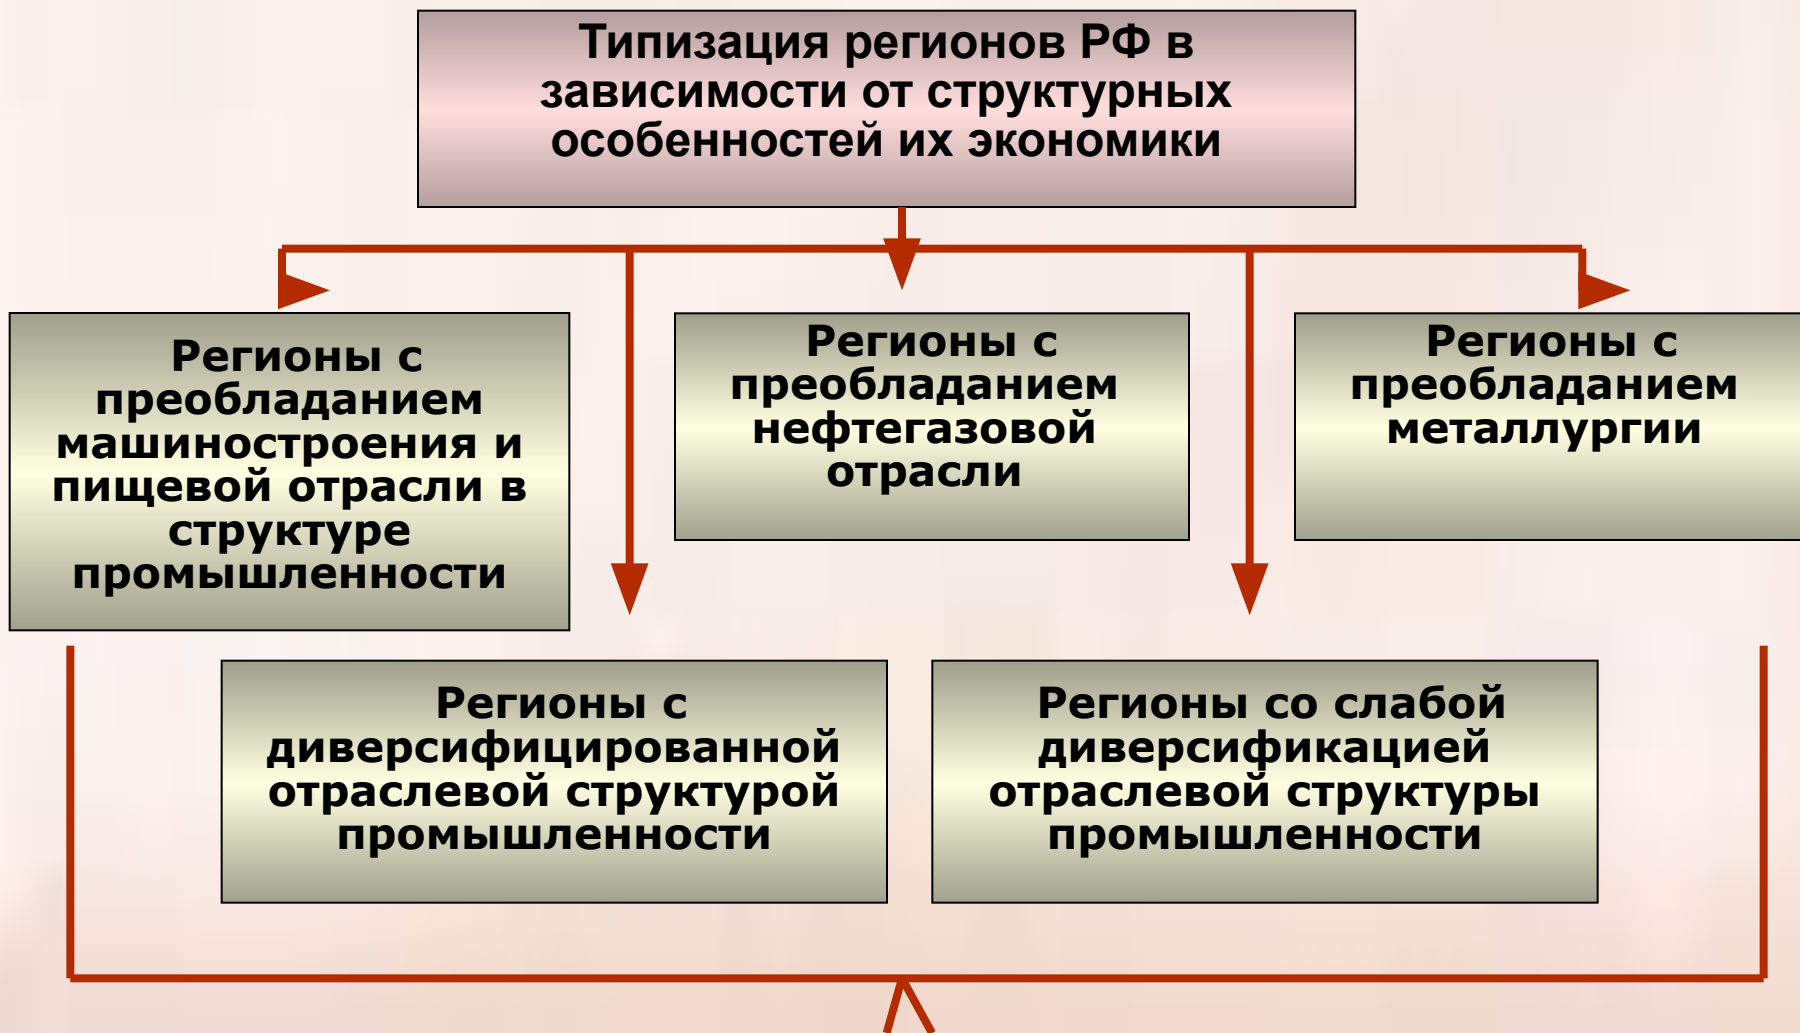 Типизация регионов РФ в
зависимости от структурных
особенностей их экономики
Регионы с
преобладанием
машиностроения и
пищевой отрасли в
структуре
промышленности
Регионы с
преобладанием
нефтегазовой
отрасли
Регионы с
преобладанием
металлургии
Регионы с
диверсифицированной
отраслевой структурой
промышленности
Регионы со слабой
диверсификацией
отраслевой структуры
промышленности